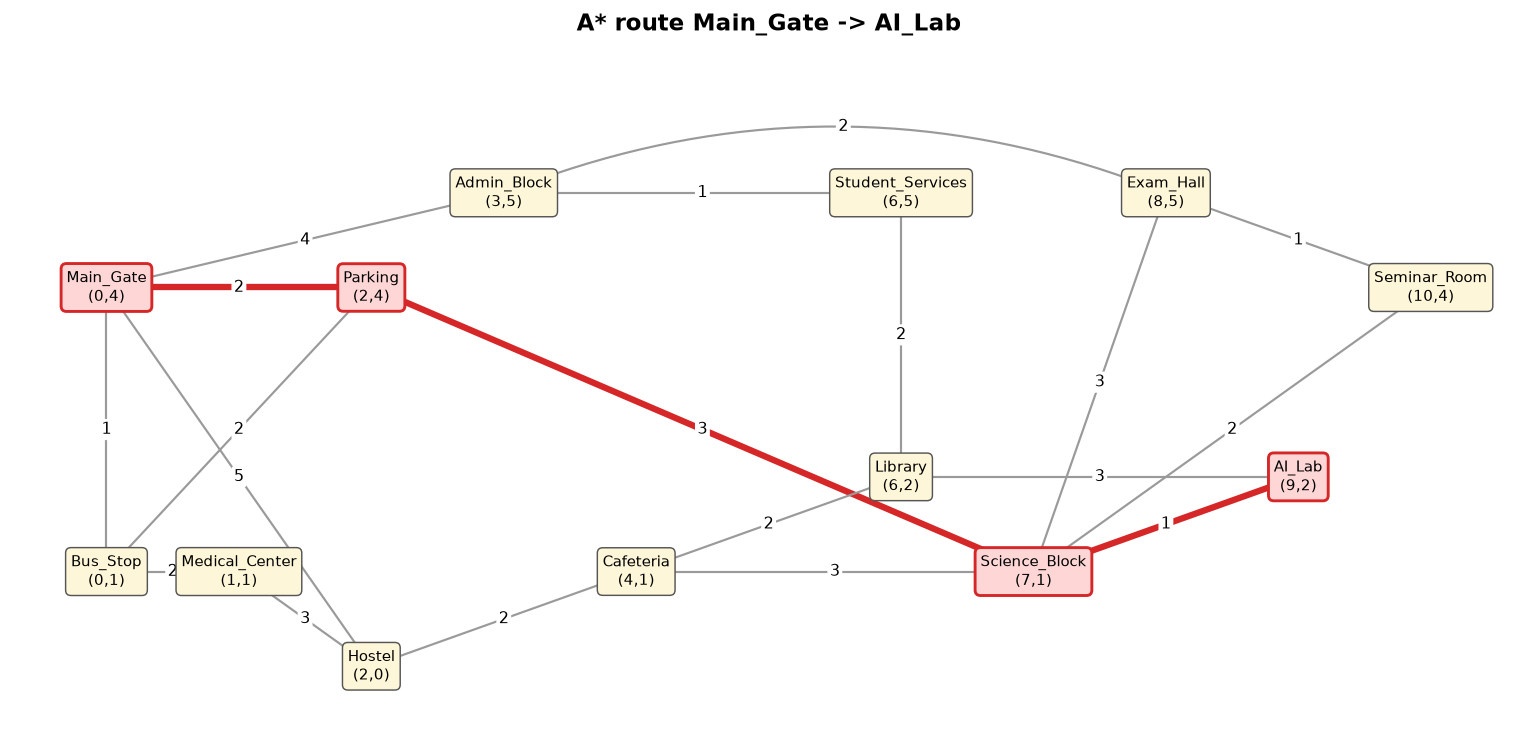 A* route Main_Gate -> AI_Lab
2
Admin_Block
(3,5)
1
Student_Services
(6,5)
Exam_Hall
(8,5)
4
1
Main_Gate
(0,4)
2
Parking
(2,4)
Seminar_Room
(10,4)
2
3
1
2
3
2
5
Library
(6,2)
3
AI_Lab
(9,2)
2
1
Bus_Stop
(0,1)
2
Medical_Center
(1,1)
Cafeteria
(4,1)
3
Science_Block
(7,1)
3
2
Hostel
(2,0)